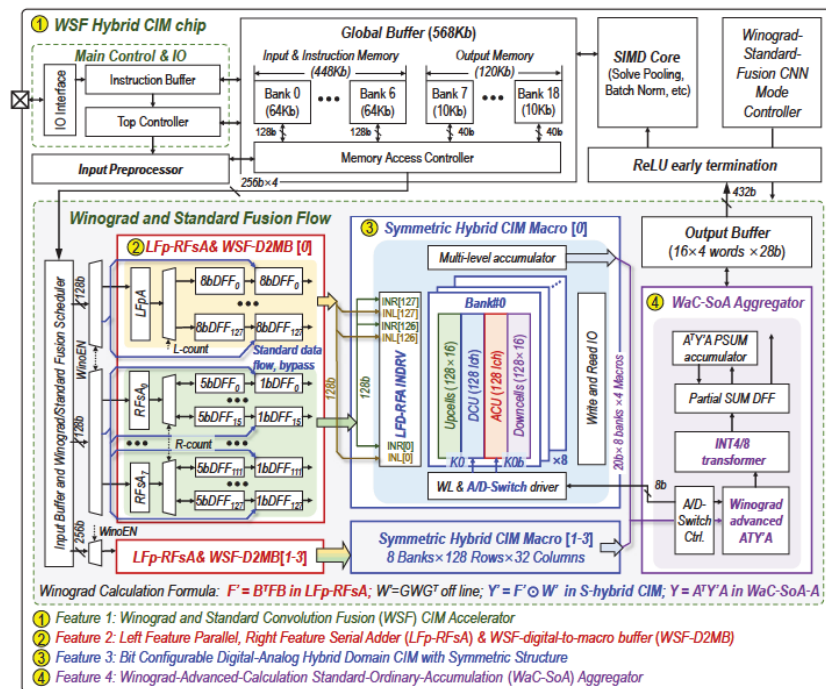 ① WSF Hybrid CIM chip
Main Control & IO
IO Interface
Instruction Buffer
Top Controller
Input Preprocessor
Global Buffer (568Kb)
Input & Instruction Memory
(448Kb)
Output Memory
(120Kb)
Bank 0
(64Kb)
Bank 6
(64Kb)
Bank 7
(10Kb)
Bank 18
(10Kb)
128b
128b
40b
40b
Memory Access Controller
256b×4
SIMD Core
(Solve Pooling,
Batch Norm, etc)
Winograd-
Standard-
Fusion CNN
Mode
Controller
ReLU early termination
432b
Output Buffer
(16×4 words ×28b)
Winograd and Standard Fusion Flow
Input Buffer and Winograd/Standard Fusion Scheduler
128b
WinoEN
128b
256b
WinoEN
② LFp-RFsA& WSF-D2MB [0]
LFpA
8bDFF0
8bDFF0
8bDFF127
8bDFF127
L-count
Standard data
flow, bypass
RFsA0
5bDFF0
1bDFF0
5bDFF15
1bDFF15
R-count
RFsA7
5bDFF111
1bDFF111
5bDFF127
1bDFF127
LFp-RFsA& WSF-D2MB[1-3]
128b
128b
③ Symmetric Hybrid CIM Macro [0]
Multi-level accumulator
INR[127]
INL[127]
INR[126]
INL[126]
INR[0]
INL[0]
LFD-RFA INDRV
Bank#0
Upcells (128×16)
DCU (128 lch)
ACU (128 lch)
Downcells (128×16)
K0
K0b
×8
Write and Read IO
WL & A/D-Switch driver
Symmetric Hybrid CIM Macro [1-3]
8 Banks×128 Rows×32 Columns
20b× 8 banks ×4 Macros
8b
④ WaC-SoA Aggregator
AᵀY'A PSUM
accumulator
Partial SUM DFF
INT4/8
transformer
A/D-
Switch
Ctrl.
Winograd
advanced
ATY'A
Winograd Calculation Formula: F' = BᵀFB in LFp-RFsA; W'=GWGᵀ off line; Y' = F'⊙ W' in S-hybrid CIM; Y = AᵀY'A in WaC-SoA-A
① Feature 1: Winograd and Standard Convolution Fusion (WSF) CIM Accelerator
② Feature 2: Left Feature Parallel, Right Feature Serial Adder (LFp-RFsA) & WSF-digital-to-macro buffer (WSF-D2MB)
③ Feature 3: Bit Configurable Digital-Analog Hybrid Domain CIM with Symmetric Structure
④ Feature 4: Winograd-Advanced-Calculation Standard-Ordinary-Accumulation (WaC-SoA) Aggregator